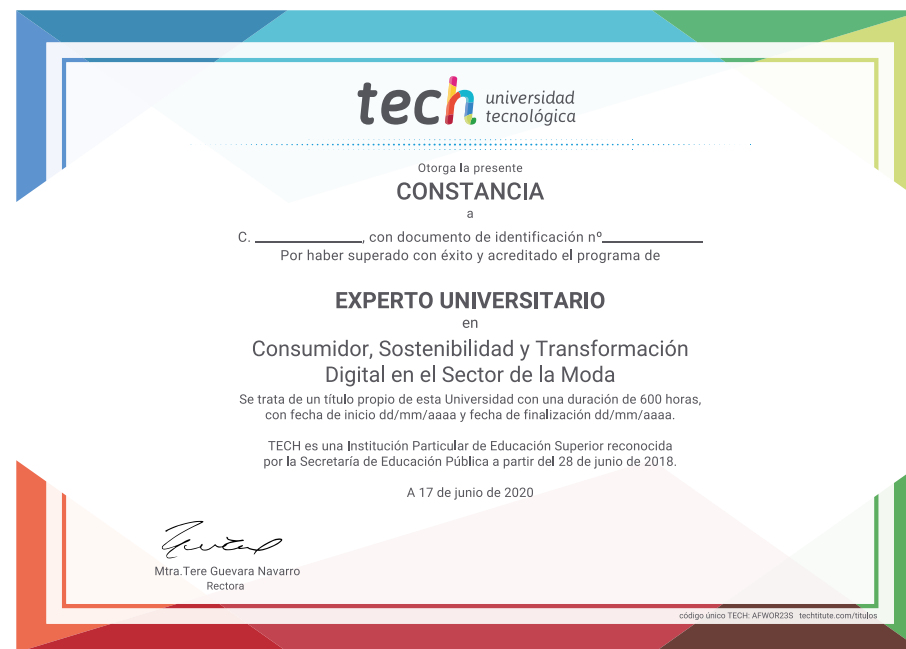 tech universidad
tecnológica
Otorga la presente
CONSTANCIA
a
C. ______________, con documento de identificación nº______________
Por haber superado con éxito y acreditado el programa de
EXPERTO UNIVERSITARIO
en
Consumidor, Sostenibilidad y Transformación
Digital en el Sector de la Moda
Se trata de un título propio de esta Universidad con una duración de 600 horas,
con fecha de inicio dd/mm/aaaa y fecha de finalización dd/mm/aaaa.
TECH es una Institución Particular de Educación Superior reconocida
por la Secretaría de Educación Pública a partir del 28 de junio de 2018.
A 17 de junio de 2020
Mtra.Tere Guevara Navarro
Rectora
código único TECH: AFWOR23S techtitute.com/titulos